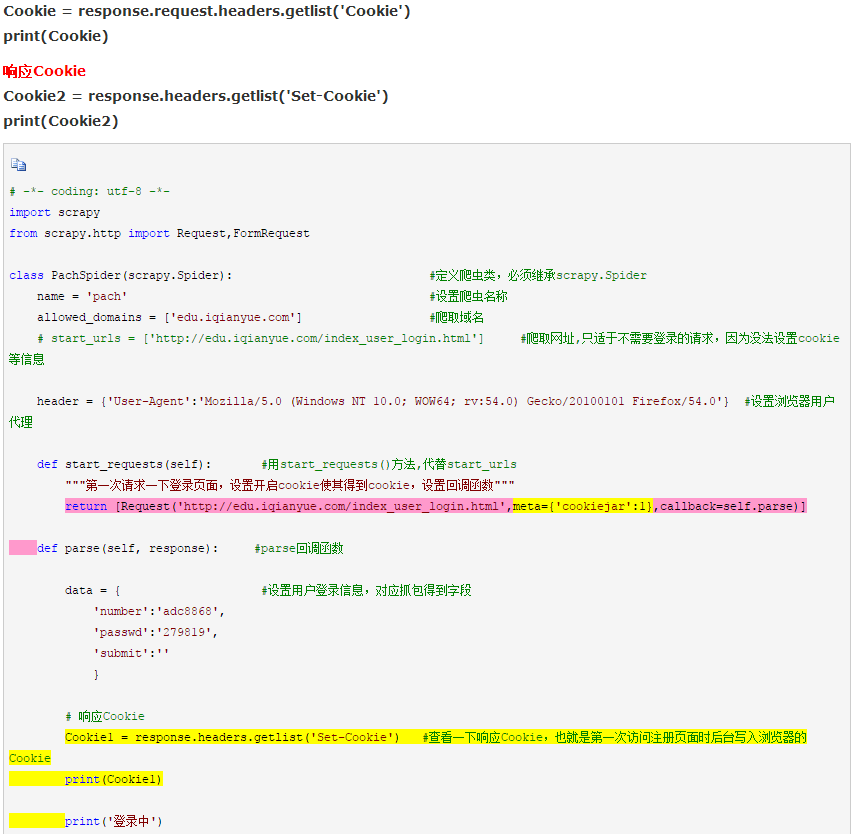 Cookie = response.request.headers.getlist('Cookie')
print(Cookie)
响应Cookie
Cookie2 = response.headers.getlist('Set-Cookie')
print(Cookie2)
# -*- coding: utf-8 -*-
import scrapy
from scrapy.http import Request,FormRequest
class PachSpider(scrapy.Spider): #定义爬虫类，必须继承scrapy.Spider
name = 'pach' #设置爬虫名称
allowed_domains = ['edu.iqianyue.com'] #爬取域名
# start_urls = ['http://edu.iqianyue.com/index_user_login.html'] #爬取网址,只适于不需要登录的请求，因为没法设置cookie
等信息
header = {'User-Agent':'Mozilla/5.0 (Windows NT 10.0; WOW64; rv:54.0) Gecko/20100101 Firefox/54.0'} #设置浏览器用户
代理
def start_requests(self): #用start_requests()方法,代替start_urls
"""第一次请求一下登录页面，设置开启cookie使其得到cookie，设置回调函数"""
return [Request('http://edu.iqianyue.com/index_user_login.html',meta={'cookiejar':1},callback=self.parse)]
def parse(self, response): #parse回调函数
data = { #设置用户登录信息，对应抓包得到字段
'number':'adc8868',
'passwd':'279819',
'submit':''
}
# 响应Cookie
Cookie1 = response.headers.getlist('Set-Cookie') #查看一下响应Cookie，也就是第一次访问注册页面时后台写入浏览器的
Cookie
print(Cookie1)
print('登录中')